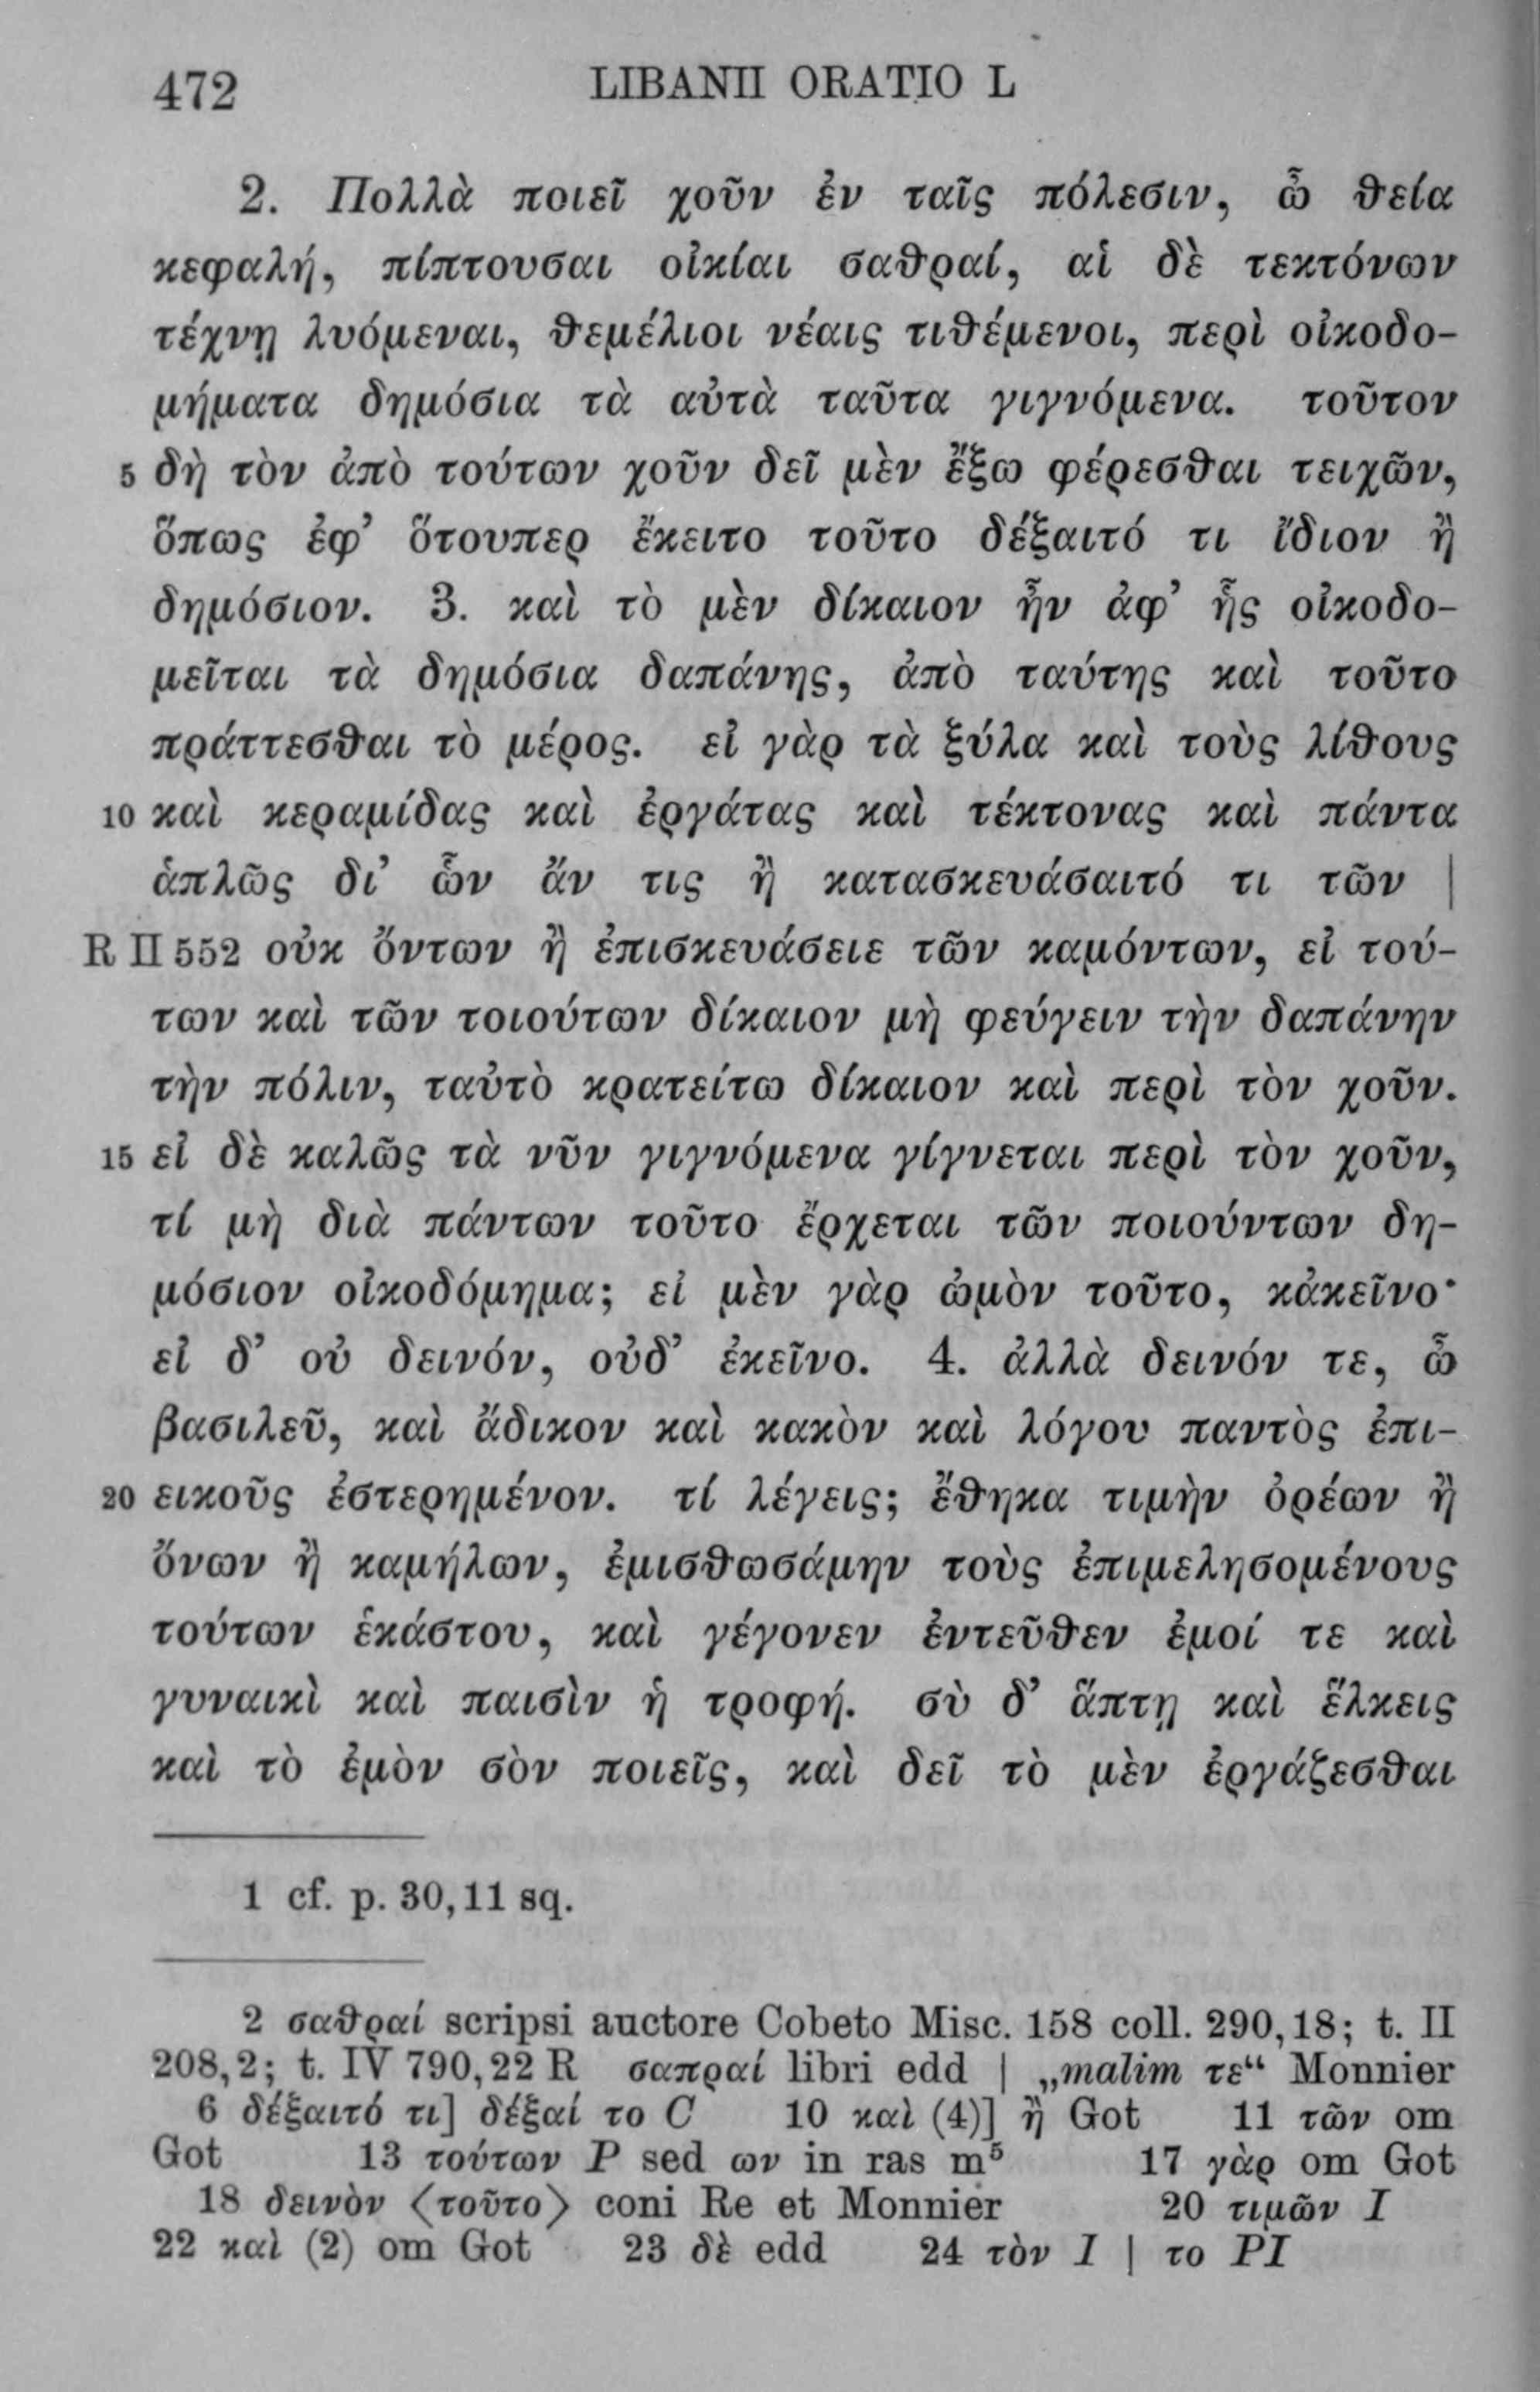 472 LIBANII ORATIO L
2. Πολλὰ ποιεῖ χοῦν ἐν ταῖς πόλεσιν, ὦ θεία
κεφαλή, πίπτουσαι οἰκίαι σαθραί, αἱ δὲ τεκτόνων
τέχνῃ λυόμεναι, θεμέλιοι νέαις τιθέμενοι, περὶ οἰκοδο-
μήματα δημόσια τὰ αὐτὰ ταῦτα γιγνόμενα. τοῦτον
5 δὴ τὸν ἀπὸ τούτων χοῦν δεῖ μὲν ἔξω φέρεσθαι τειχῶν,
ὅπως ἐφ’ ὅτουπερ ἔκειτο τοῦτο δέξαιτό τι ἴδιον ἢ
δημόσιον. 3. καὶ τὸ μὲν δίκαιον ἦν ἀφ’ ἧς οἰκοδο-
μεῖται τὰ δημόσια δαπάνης, ἀπὸ ταύτης καὶ τοῦτο
πράττεσθαι τὸ μέρος. εἰ γὰρ τὰ ξύλα καὶ τοὺς λίθους
10 καὶ κεραμίδας καὶ ἐργάτας καὶ τέκτονας καὶ πάντα
ἁπλῶς δι’ ὧν ἄν τις ἢ κατασκευάσαιτό τι τῶν |
R II 552 οὐκ ὄντων ἢ ἐπισκευάσειε τῶν καμόντων, εἰ τού-
των καὶ τῶν τοιούτων δίκαιον μὴ φεύγειν τὴν δαπάνην
τὴν πόλιν, ταὐτὸ κρατείτω δίκαιον καὶ περὶ τὸν χοῦν.
15 εἰ δὲ καλῶς τὰ νῦν γιγνόμενα γίγνεται περὶ τὸν χοῦν,
τί μὴ διὰ πάντων τοῦτο ἔρχεται τῶν ποιούντων δη-
μόσιον οἰκοδόμημα; εἰ μὲν γὰρ ὠμὸν τοῦτο, κἀκεῖνο·
εἰ δ’ οὐ δεινόν, οὐδ’ ἐκεῖνο. 4. ἀλλὰ δεινόν τε, ὦ
βασιλεῦ, καὶ ἄδικον καὶ κακὸν καὶ λόγου παντὸς ἐπι-
20 εικοῦς ἐστερημένον. τί λέγεις; ἔθηκα τιμὴν ὀρέων ἢ
ὄνων ἢ καμήλων, ἐμισθωσάμην τοὺς ἐπιμελησομένους
τούτων ἑκάστου, καὶ γέγονεν ἐντεῦθεν ἐμοί τε καὶ
γυναικὶ καὶ παισὶν ἡ τροφή. σὺ δ’ ἅπτῃ καὶ ἕλκεις
καὶ τὸ ἐμὸν σὸν ποιεῖς, καὶ δεῖ τὸ μὲν ἐργάζεσθαι
1 cf. p. 30,11 sq.
2 σαθραί scripsi auctore Cobeto Misc. 158 coll. 290,18; t. II
208,2; t. IV 790,22 R σαπραί libri edd | „malim τε“ Monnier
6 δέξαιτό τι] δέξαί το C 10 καὶ (4)] ἢ Got 11 τῶν om
Got 13 τούτων P sed ων in ras m⁵ 17 γὰρ om Got
18 δεινὸν ⟨τοῦτο⟩ coni Re et Monnier 20 τιμῶν I
22 καὶ (2) om Got 23 δὲ edd 24 τὸν I | το PI